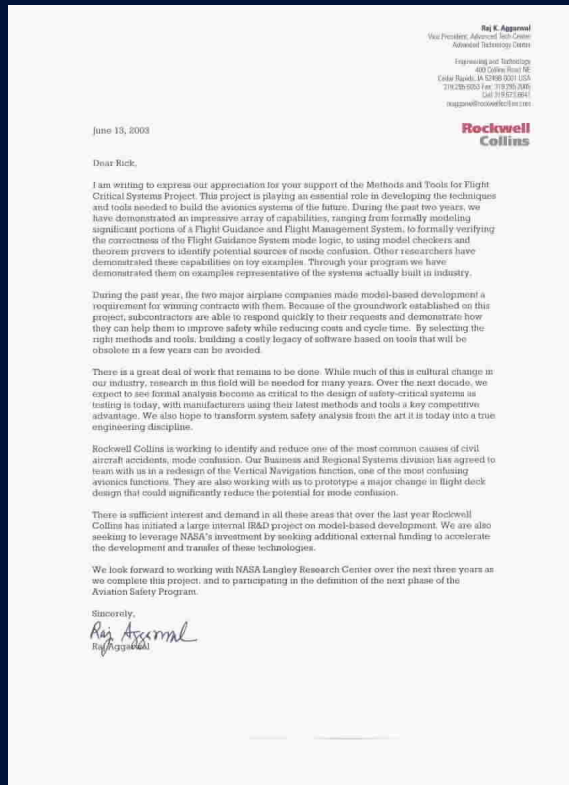 Raj K. Aggarwal
Vice President, Advanced Tech Center
Advanced Technology Center
Engineering and Technology
400 Collins Road NE
Cedar Rapids, IA 52498-0001 USA
Rockwell
Collins
June 13, 2003
Dear Rick,
I am writing to express our appreciation for your support of the Methods and Tools for Flight
Critical Systems Project. This project is playing an essential role in developing the techniques
and tools needed to build the avionics systems of the future. During the past two years, we
have demonstrated an impressive array of capabilities, ranging from formally modeling
significant portions of a Flight Guidance and Flight Management System, to formally verifying
the correctness of the Flight Guidance System mode logic, to using model checkers and
theorem provers to identify potential sources of mode confusion. Other researchers have
demonstrated these capabilities on toy examples. Through your program we have
demonstrated them on examples representative of the systems actually built in industry.
During the past year, the two major airplane companies made model-based development a
requirement for winning contracts with them. Because of the groundwork established on this
project, subcontractors are able to respond quickly to their requests and demonstrate how
they can help them to improve safety while reducing costs and cycle time. By selecting the
right methods and tools, building a costly legacy of software based on tools that will be
obsolete in a few years can be avoided.
There is a great deal of work that remains to be done. While much of this is cultural change in
our industry, research in this field will be needed for many years. Over the next decade, we
expect to see formal analysis become as critical to the design of safety-critical systems as
testing is today, with manufacturers using their latest methods and tools a key competitive
advantage. We also hope to transform system safety analysis from the art it is today into a true
engineering discipline.
Rockwell Collins is working to identify and reduce one of the most common causes of civil
aircraft accidents, mode confusion. Our Business and Regional Systems division has agreed to
team with us in a redesign of the Vertical Navigation function, one of the most confusing
avionics functions. They are also working with us to prototype a major change in flight deck
design that could significantly reduce the potential for mode confusion.
There is sufficient interest and demand in all these areas that over the last year Rockwell
Collins has initiated a large internal IR&D project on model-based development. We are also
seeking to leverage NASA's investment by seeking additional external funding to accelerate
the development and transfer of these technologies.
We look forward to working with NASA Langley Research Center over the next three years as
we complete this project, and to participating in the definition of the next phase of the
Aviation Safety Program.
Sincerely,
Raj Aggarwal
Raj Aggarwal